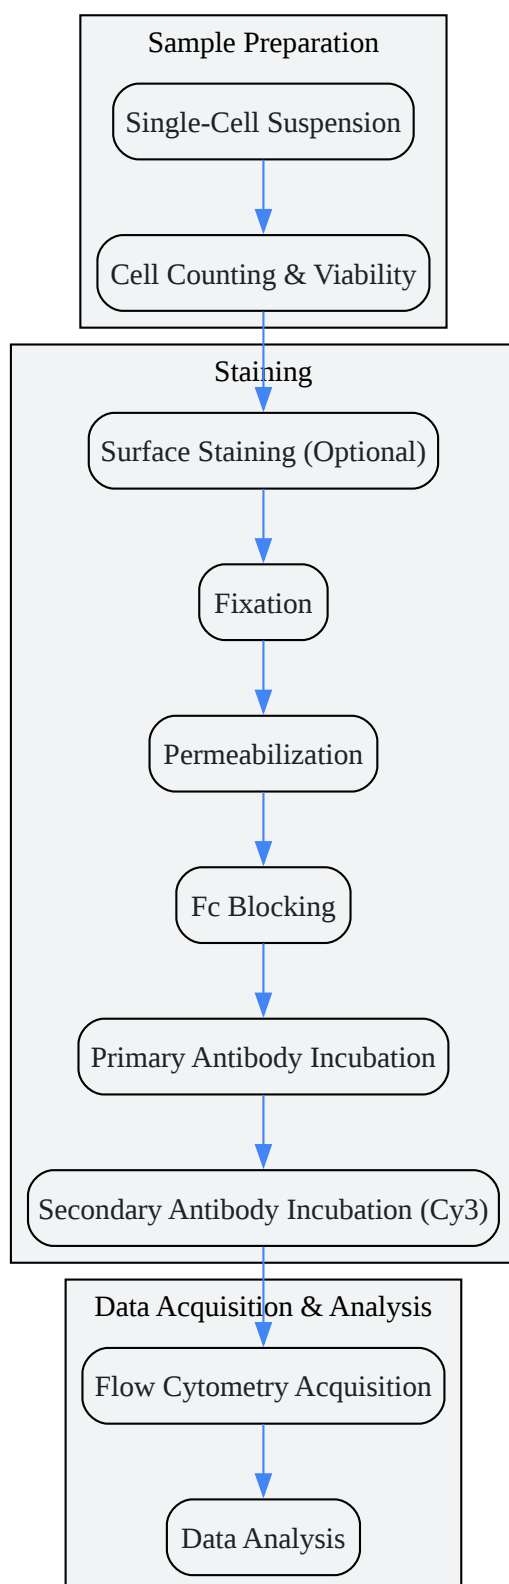 Sample Preparation
Single-Cell Suspension
Cell Counting & Viability
Staining
Surface Staining (Optional)
Fixation
Permeabilization
Fc Blocking
Primary Antibody Incubation
Secondary Antibody Incubation (Cy3)
Data Acquisition & Analysis
Flow Cytometry Acquisition
Data Analysis